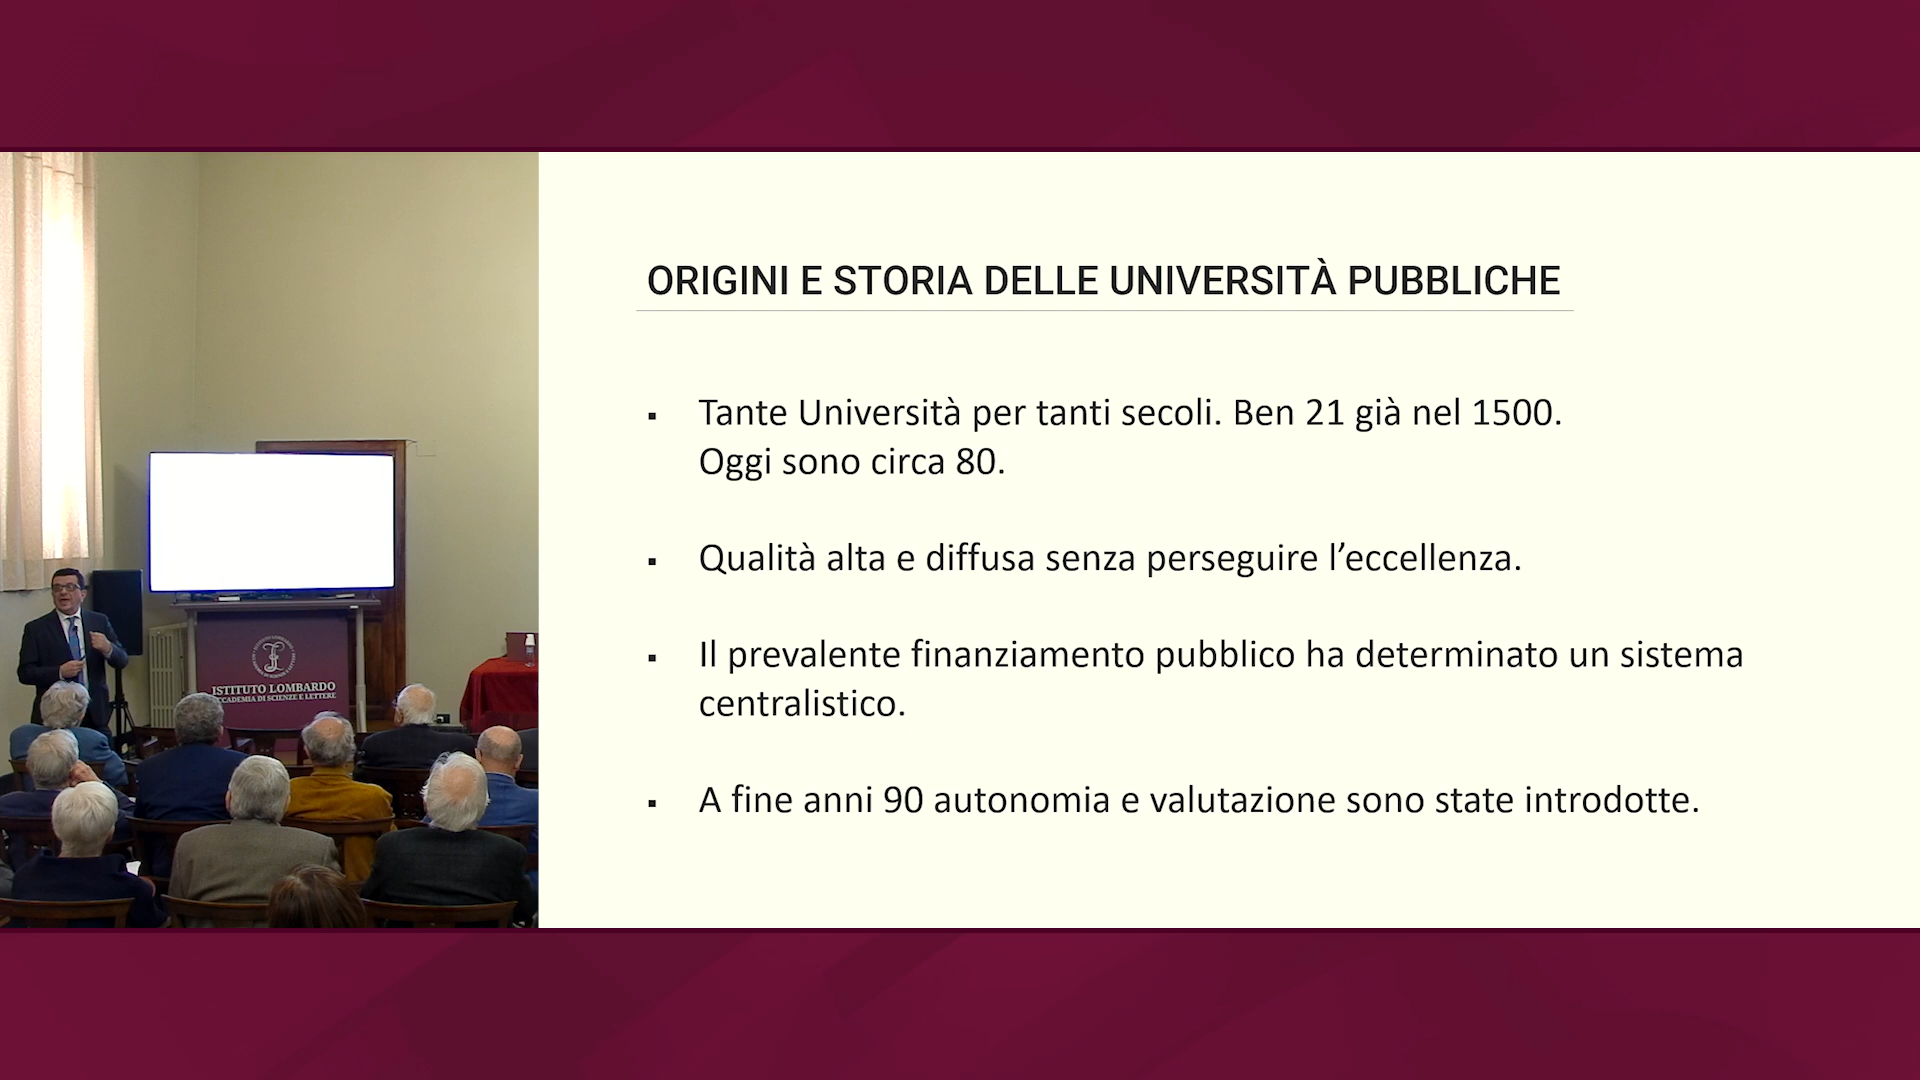 ORIGINI E STORIA DELLE UNIVERSITÀ PUBBLICHE
▪ Tante Università per tanti secoli. Ben 21 già nel 1500.
Oggi sono circa 80.
▪ Qualità alta e diffusa senza perseguire l’eccellenza.
▪ Il prevalente finanziamento pubblico ha determinato un sistema
centralistico.
▪ A fine anni 90 autonomia e valutazione sono state introdotte.
ISTITUTO LOMBARDO
ACCADEMIA DI SCIENZE E LETTERE